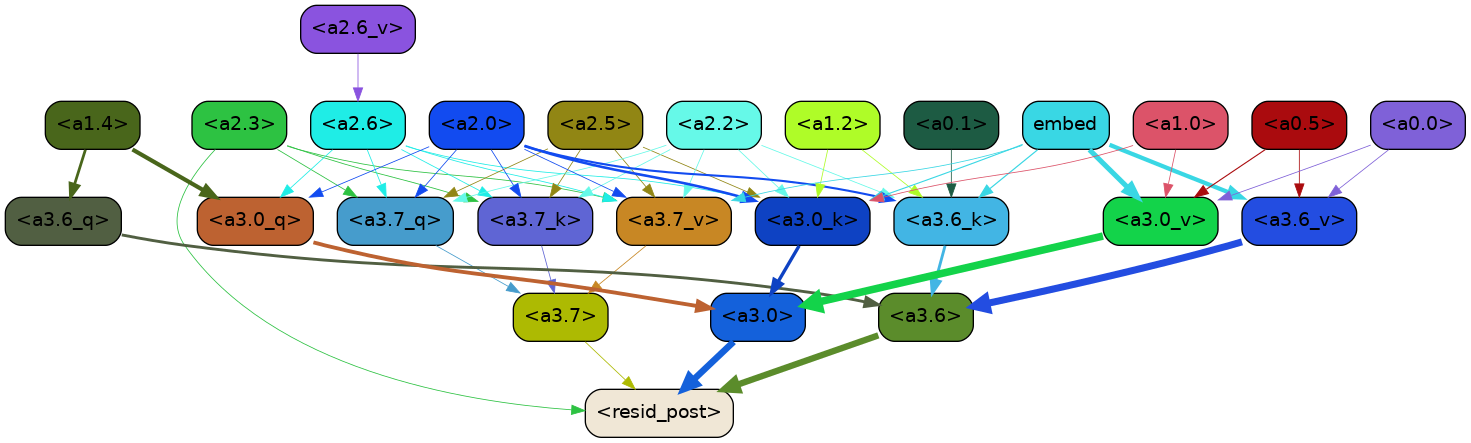 <a2.6_v>
<a1.4> <a2.3> <a2.6> <a2.0> <a2.5> <a2.2> <a1.2> <a0.1> embed <a1.0> <a0.5> <a0.0>
<a3.6_q> <a3.0_q> <a3.7_q> <a3.7_k> <a3.7_v> <a3.0_k> <a3.6_k> <a3.0_v> <a3.6_v>
<a3.7> <a3.0> <a3.6>
<resid_post>